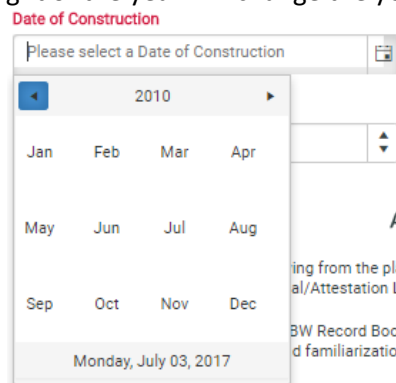 Date of Construction
Please select a Date of Construction
2010
Jan Feb Mar Apr
May Jun Jul Aug
ing from the pl
al/Attestation L
Sep Oct Nov Dec
BW Record Boo
Monday, July 03, 2017
d familiarizatio